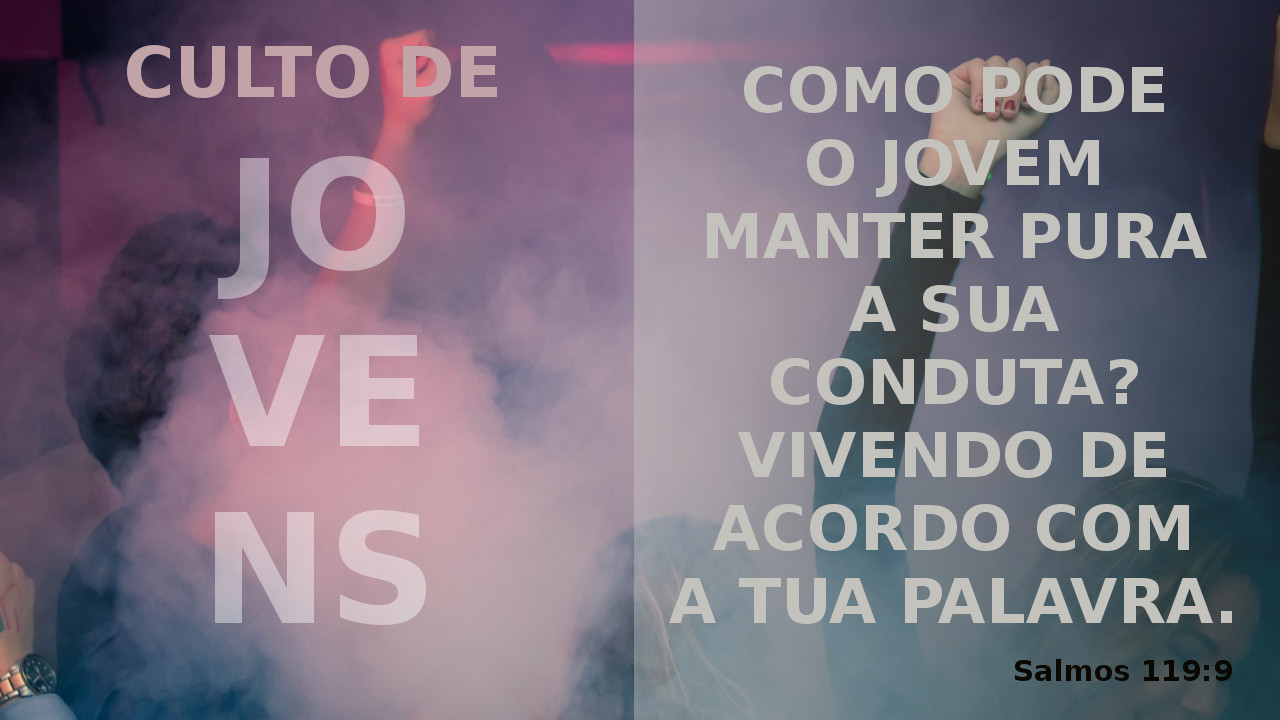 CULTO DE
JO
VE
NS
COMO PODE
O JOVEM
MANTER PURA
A SUA
CONDUTA?
VIVENDO DE
ACORDO COM
A TUA PALAVRA.
Salmos 119:9